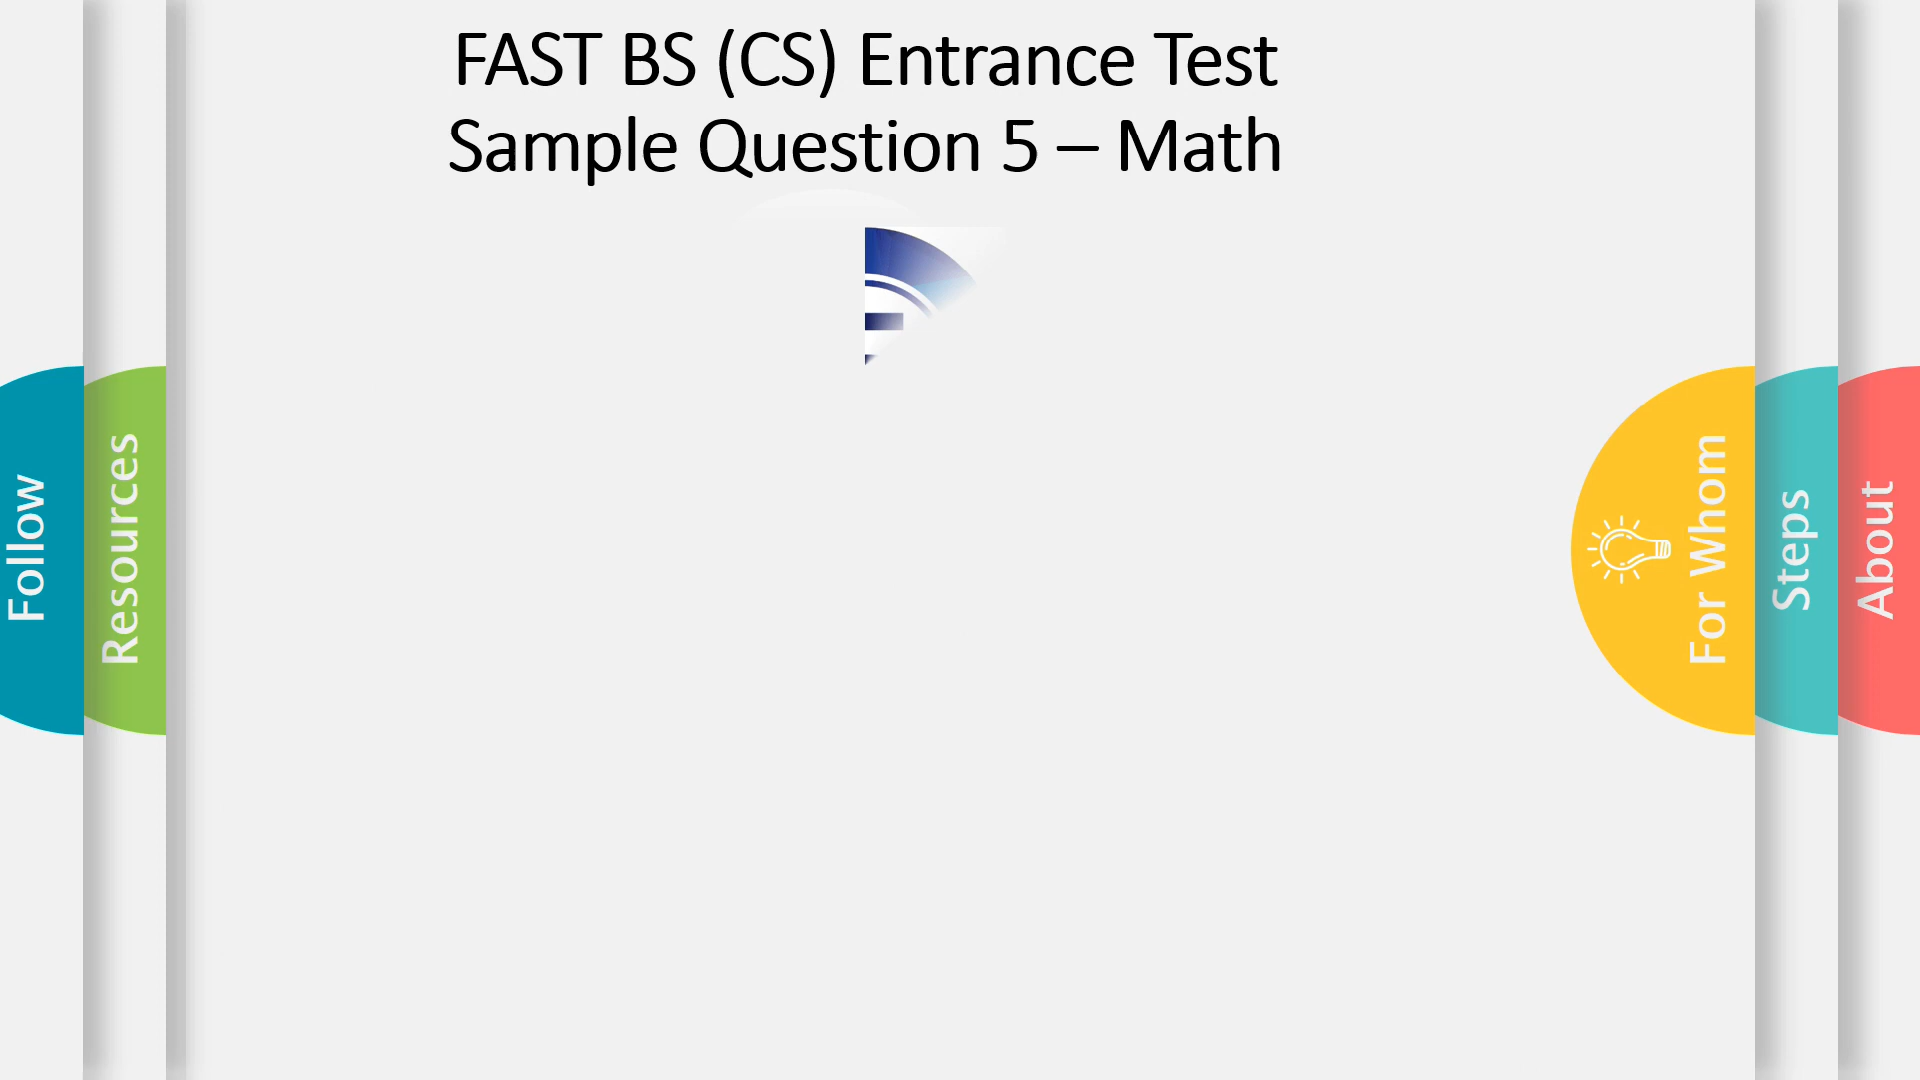 FAST BS (CS) Entrance Test
Sample Question 5 – Math
Follow
Resources
For Whom
Steps
About